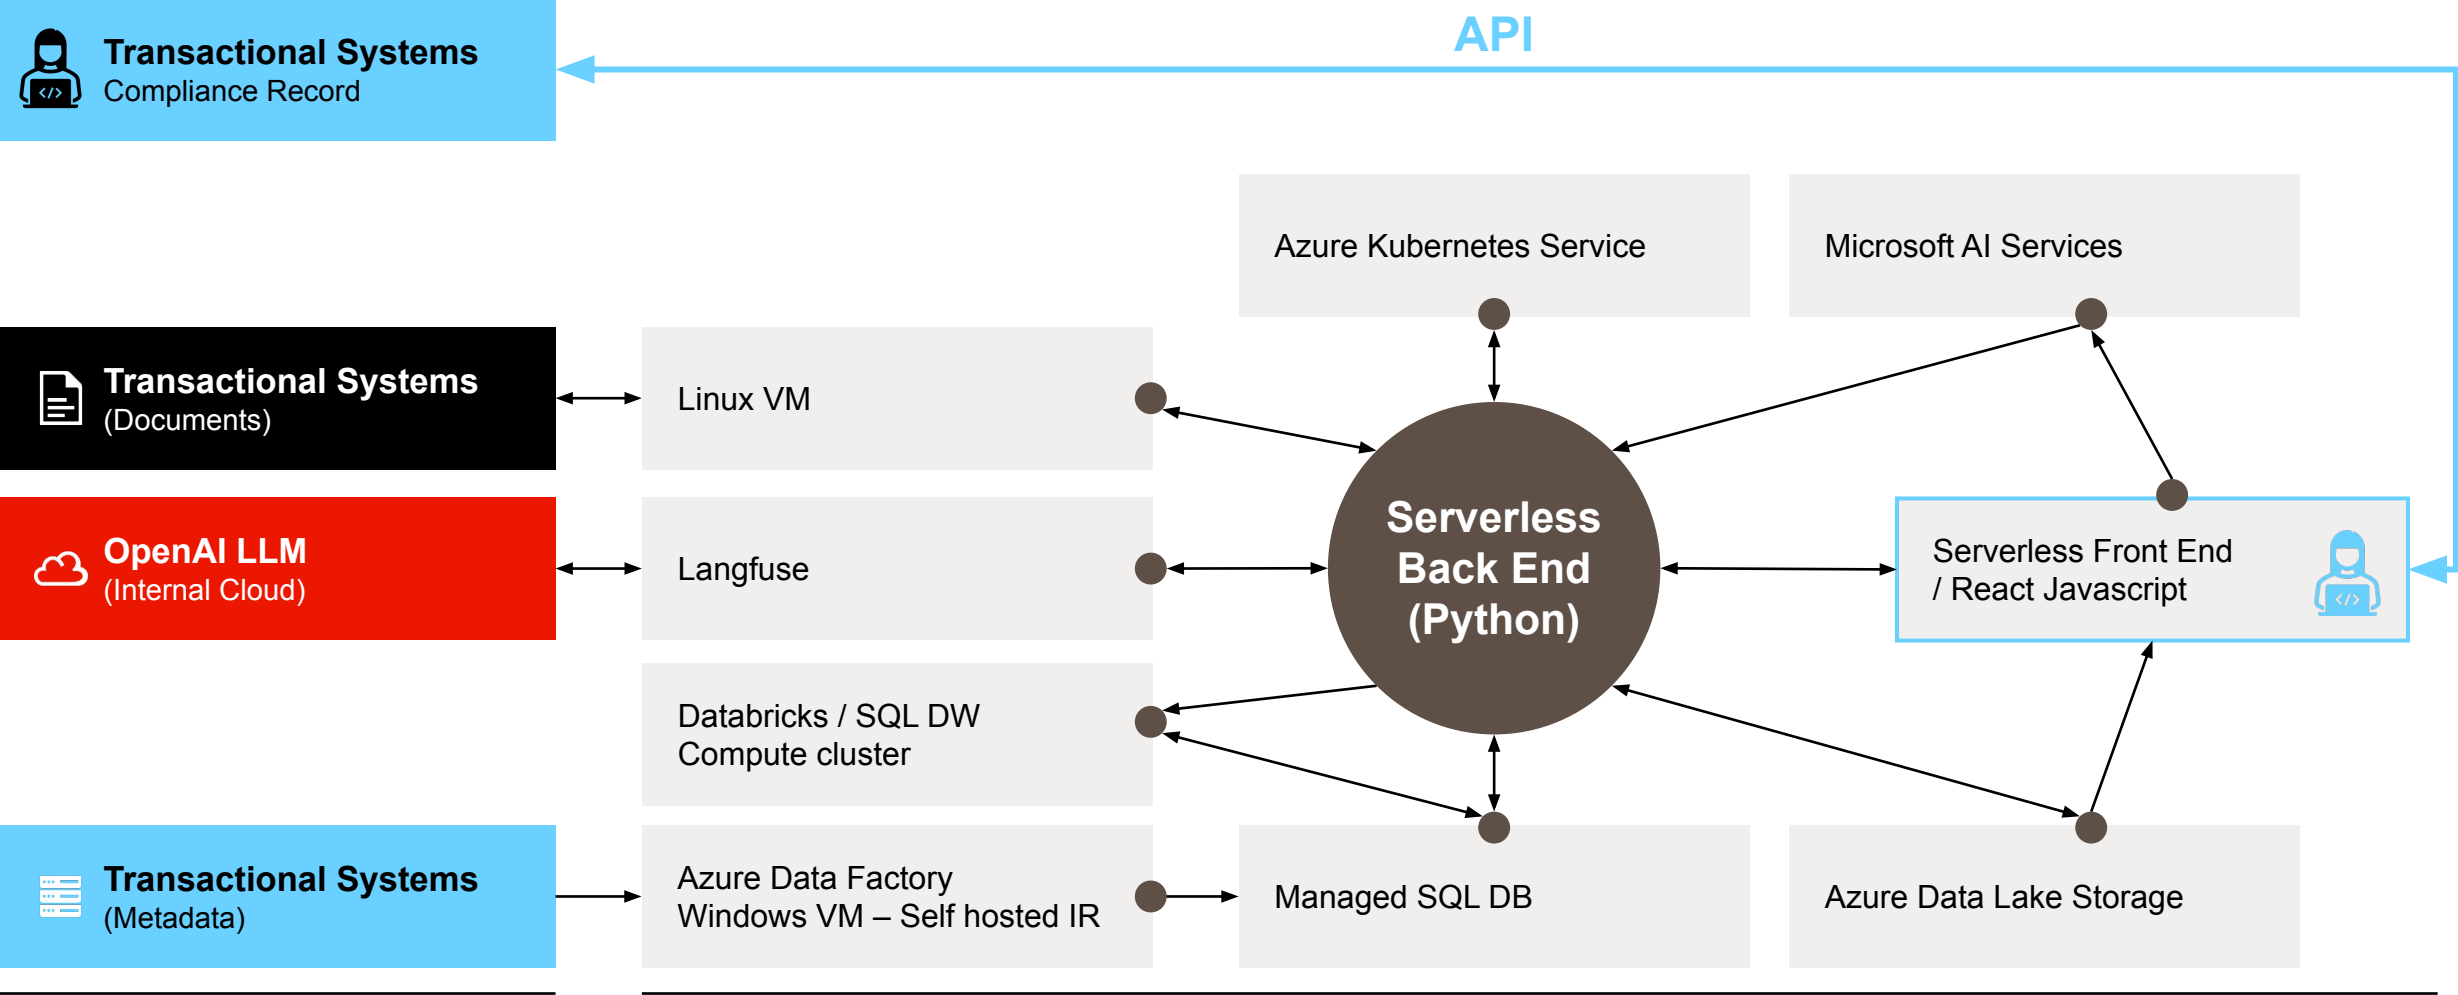 API
Transactional Systems
Compliance Record
Azure Kubernetes Service
Microsoft AI Services
Transactional Systems
(Documents)
Linux VM
OpenAI LLM
(Internal Cloud)
Langfuse
Serverless
Back End
(Python)
Serverless Front End
/ React Javascript
Databricks / SQL DW
Compute cluster
Transactional Systems
(Metadata)
Azure Data Factory
Windows VM – Self hosted IR
Managed SQL DB
Azure Data Lake Storage